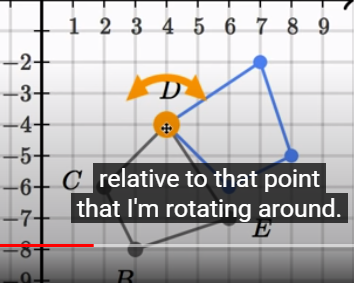 1 2 3 4 5 6 7 8 9
-2
-3
D
-4
-5
C
-6
relative to that point
that I'm rotating around.
-7
E
-8
B
-9